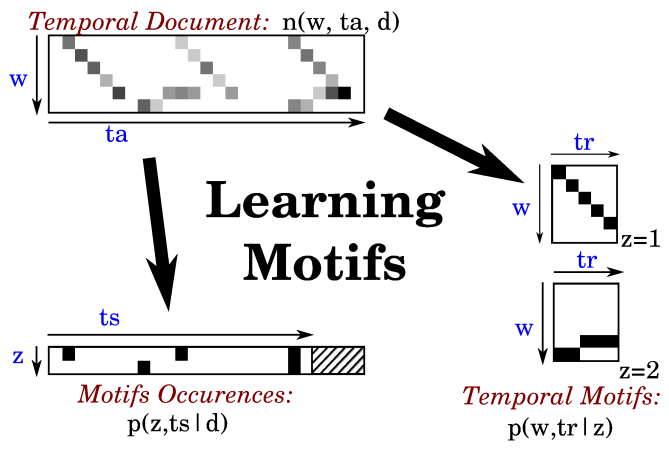 Temporal Document: n(w, ta, d)
w
ta
Learning
Motifs
tr
w
z=1
tr
w
z=2
ts
z
Motifs Occurences:
p(z,ts|d)
Temporal Motifs:
p(w,tr|z)